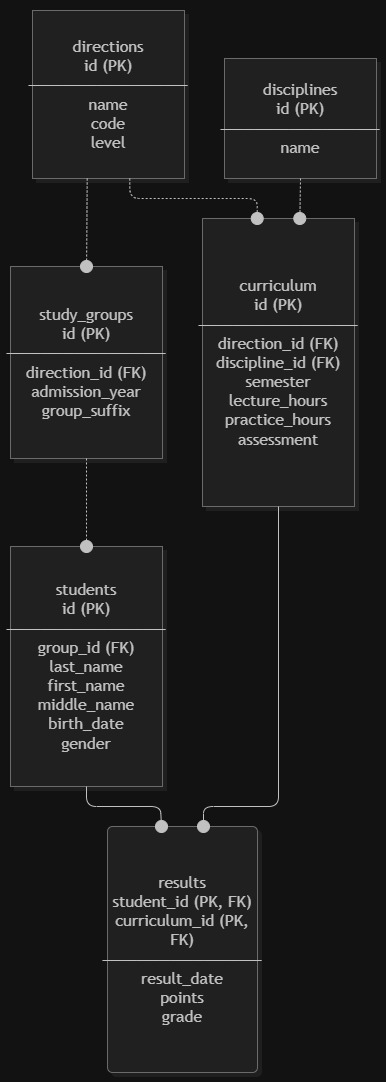 directions
id (PK)
name
code
level
disciplines
id (PK)
name
study_groups
id (PK)
direction_id (FK)
admission_year
group_suffix
curriculum
id (PK)
direction_id (FK)
discipline_id (FK)
semester
lecture_hours
practice_hours
assessment
students
id (PK)
group_id (FK)
last_name
first_name
middle_name
birth_date
gender
results
student_id (PK, FK)
curriculum_id (PK,
FK)
result_date
points
grade